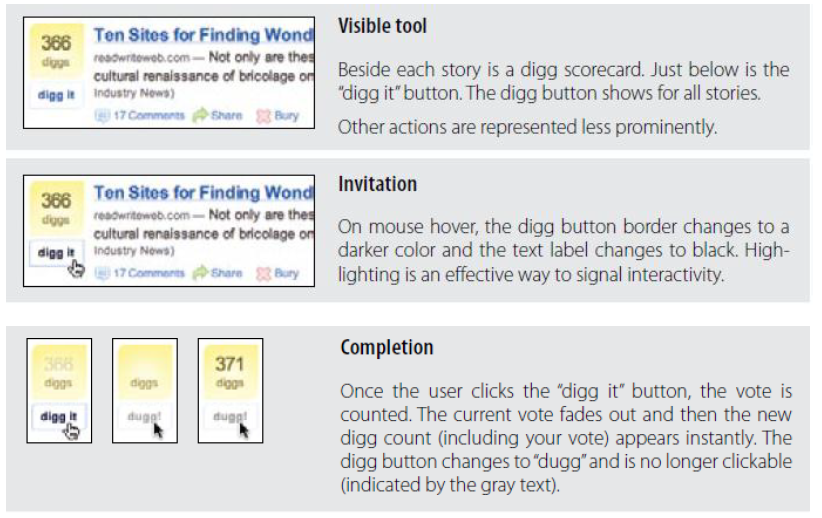 366
diggs
digg it
Ten Sites for Finding Wond
readwriteweb.com — Not only are thes
cultural renaissance of bricolage on
Industry News)
17 Comments Share Bury
Visible tool
Beside each story is a digg scorecard. Just below is the
“digg it” button. The digg button shows for all stories.
Other actions are represented less prominently.
366
diggs
digg it
Ten Sites for Finding Wond
readwriteweb.com — Not only are thes
cultural renaissance of bricolage on
Industry News)
17 Comments Share Bury
Invitation
On mouse hover, the digg button border changes to a
darker color and the text label changes to black. High-
lighting is an effective way to signal interactivity.
366
diggs
digg it
diggs
dugg!
371
diggs
dugg!
Completion
Once the user clicks the “digg it” button, the vote is
counted. The current vote fades out and then the new
digg count (including your vote) appears instantly. The
digg button changes to “dugg” and is no longer clickable
(indicated by the gray text).